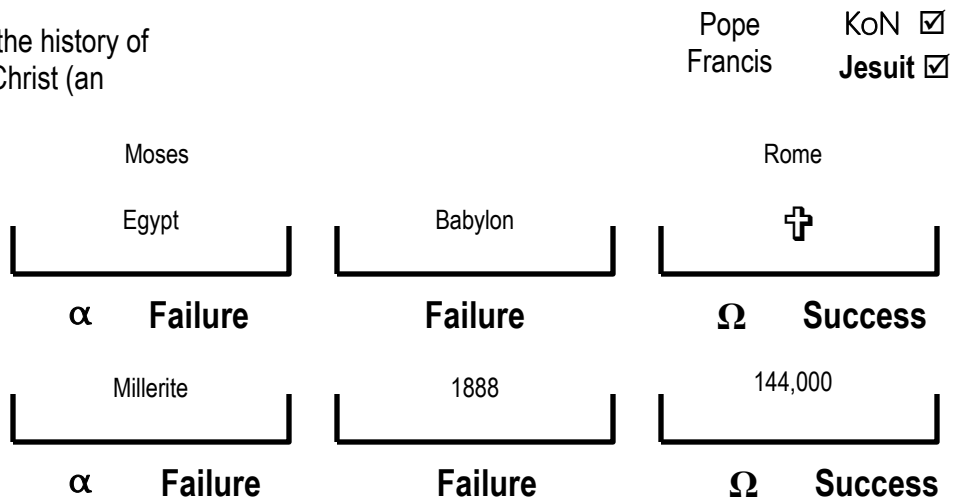 the history of
Christ (an
Pope KoN ☑
Francis Jesuit ☑
Moses Rome
Egypt Babylon ✞
α Failure Failure Ω Success
Millerite 1888 144,000
α Failure Failure Ω Success